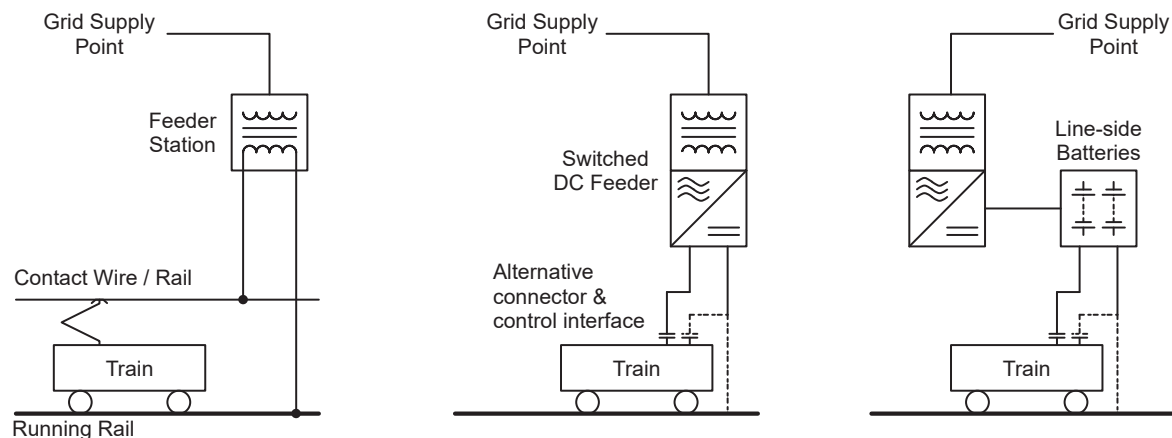 Grid Supply
Point
Feeder
Station
Contact Wire / Rail
Train
Running Rail
Grid Supply
Point
Switched
DC Feeder
Alternative
connector &
control interface
Train
Grid Supply
Point
Line-side
Batteries
Train